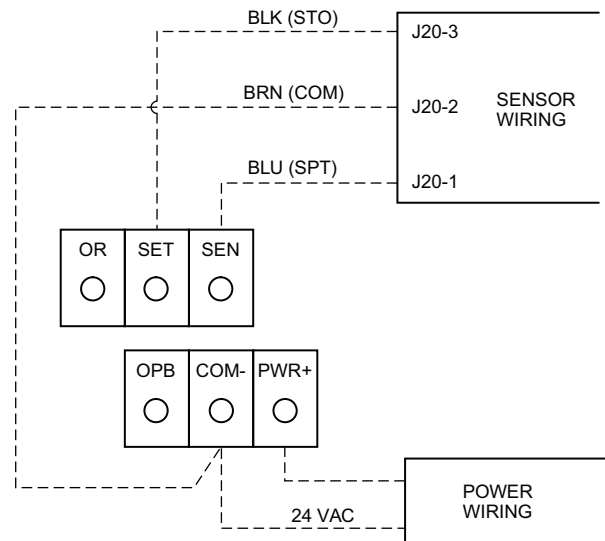 BLK (STO)
J20-3
BRN (COM)
J20-2
SENSOR
WIRING
BLU (SPT)
J20-1
OR
SET
SEN
OPB
COM-
PWR+
24 VAC
POWER
WIRING